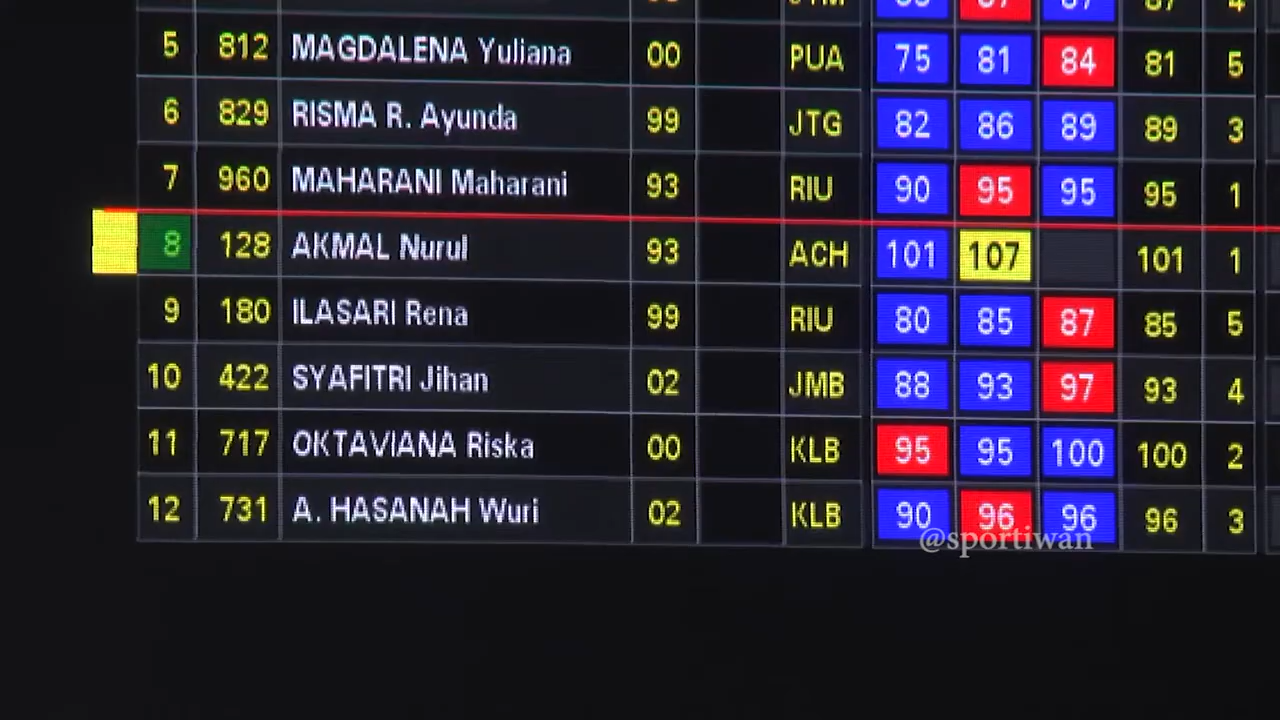 87 4
5 812 MAGDALENA Yuliana 00 PUA 75 81 84 81 5
6 829 RISMA R. Ayunda 99 JTG 82 86 89 89 3
7 960 MAHARANI Maharani 93 RIU 90 95 95 95 1
8 128 AKMAL Nurul 93 ACH 101 107 101 1
9 180 ILASARI Rena 99 RIU 80 85 87 85 5
10 422 SYAFITRI Jihan 02 JMB 88 93 97 93 4
11 717 OKTAVIANA Riska 00 KLB 95 95 100 100 2
12 731 A. HASANAH Wuri 02 KLB 90 96 96 96 3
@sportiwan